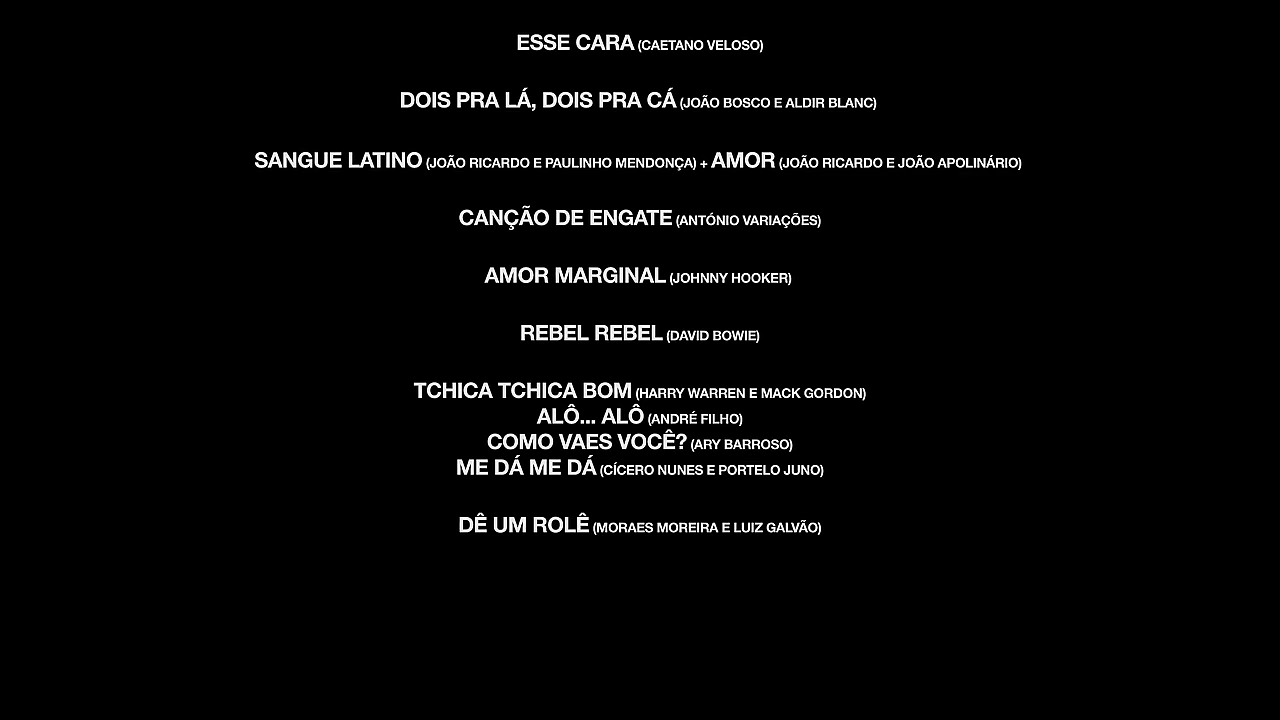 ESSE CARA (CAETANO VELOSO)
DOIS PRA LÁ, DOIS PRA CÁ (JOÃO BOSCO E ALDIR BLANC)
SANGUE LATINO (JOÃO RICARDO E PAULINHO MENDONÇA) + AMOR (JOÃO RICARDO E JOÃO APOLINÁRIO)
CANÇÃO DE ENGATE (ANTÓNIO VARIAÇÕES)
AMOR MARGINAL (JOHNNY HOOKER)
REBEL REBEL (DAVID BOWIE)
TCHICA TCHICA BOM (HARRY WARREN E MACK GORDON)
ALÔ... ALÔ (ANDRÉ FILHO)
COMO VAES VOCÊ? (ARY BARROSO)
ME DÁ ME DÁ (CÍCERO NUNES E PORTELO JUNO)
DÊ UM ROLÊ (MORAES MOREIRA E LUIZ GALVÃO)